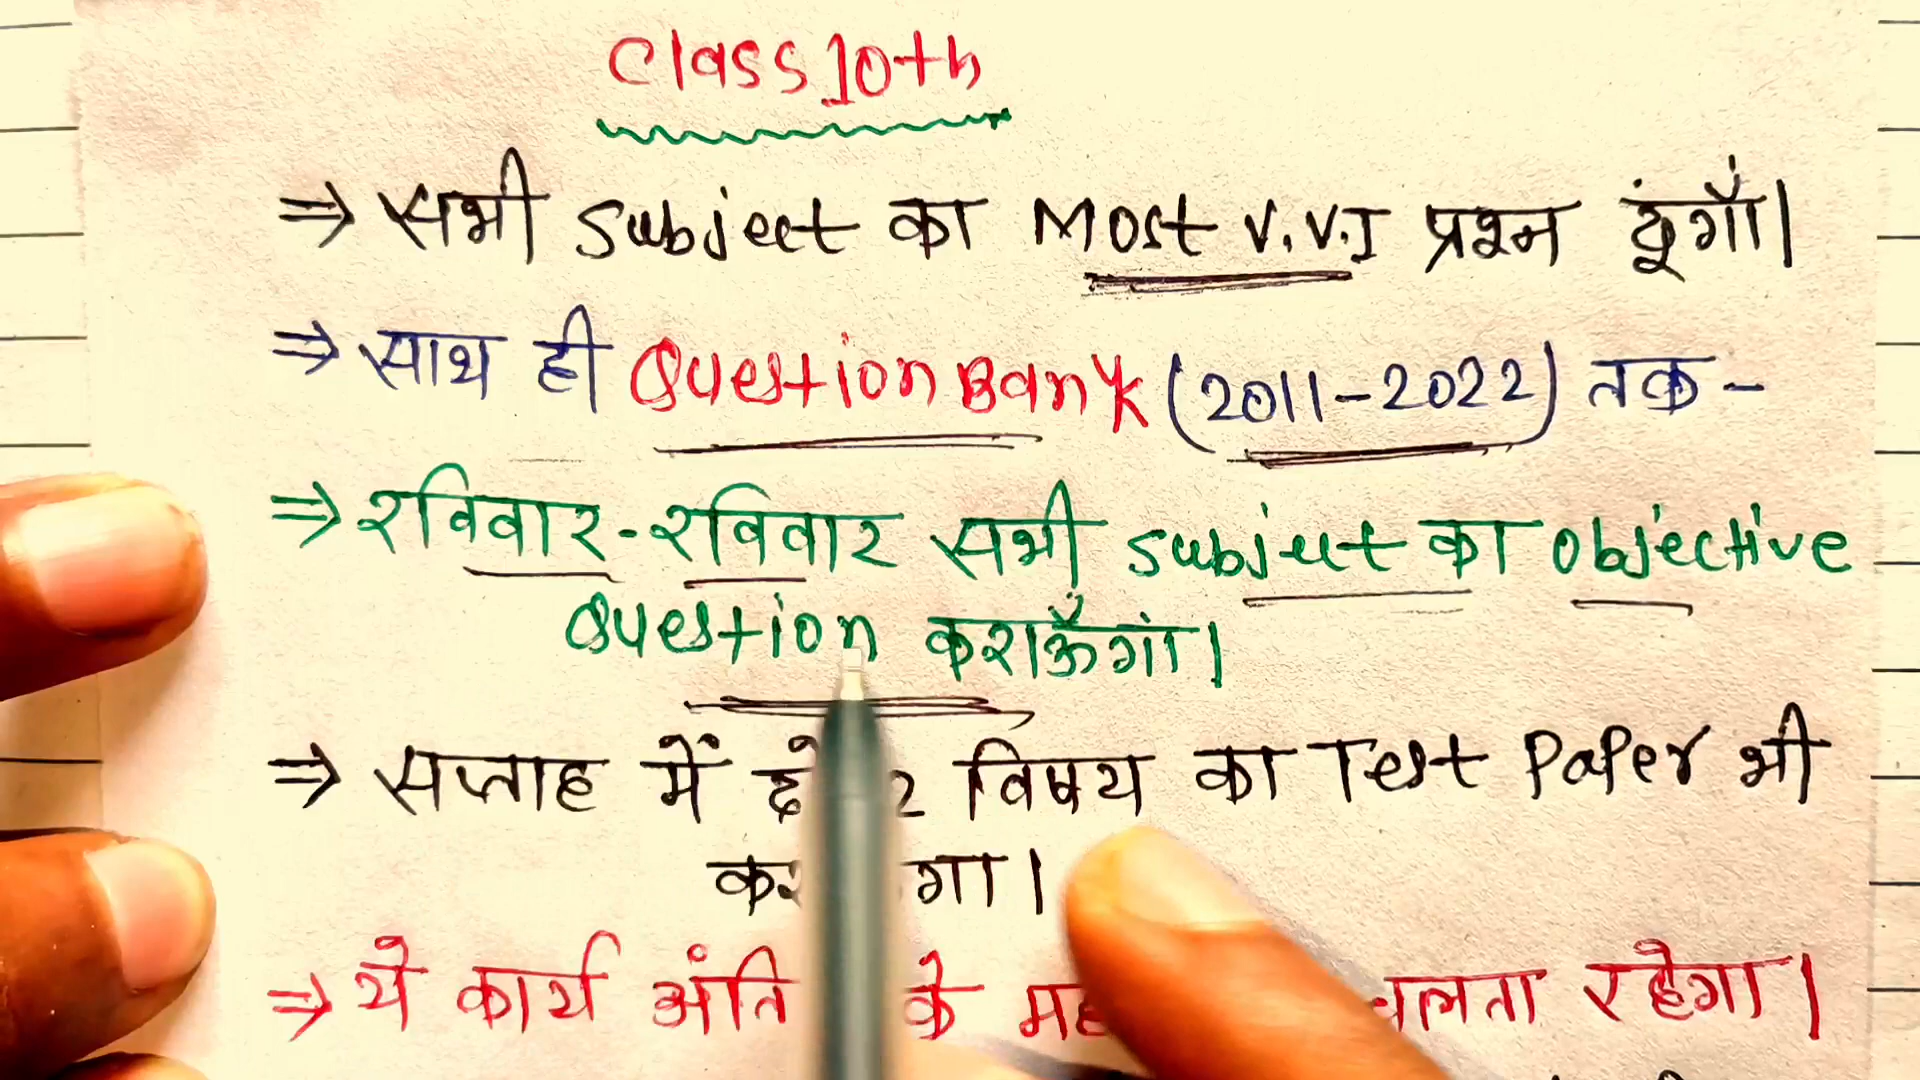 Class 10th
⇒ सभी Subject का Most V.V.I प्रश्न दूंगाँ।
⇒ साथ ही Question Bank (2011-2022) तक -
⇒ रविवार-रविवार सभी Subject का Objective
Question कराऊँगां।
⇒ सप्ताह में विषय का Test Paper भी
⇒ ये कार्य के चलता रहेगा।